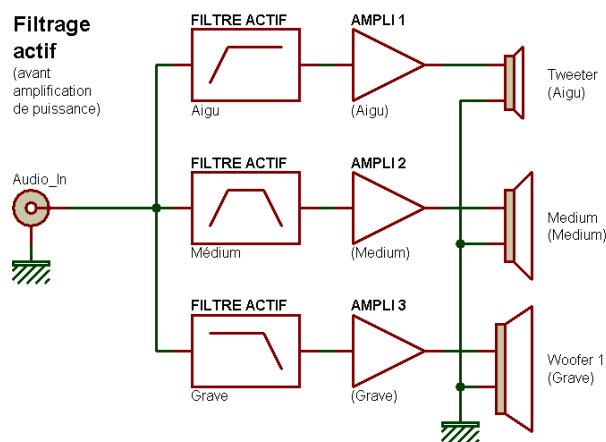 Filtrage
actif
(avant
amplification
de puissance)
FILTRE ACTIF
AMPLI 1
Aigu
(Aigu)
Tweeter
(Aigu)
Audio_In
FILTRE ACTIF
AMPLI 2
Médium
(Medium)
Medium
(Medium)
FILTRE ACTIF
AMPLI 3
Grave
(Grave)
Woofer 1
(Grave)